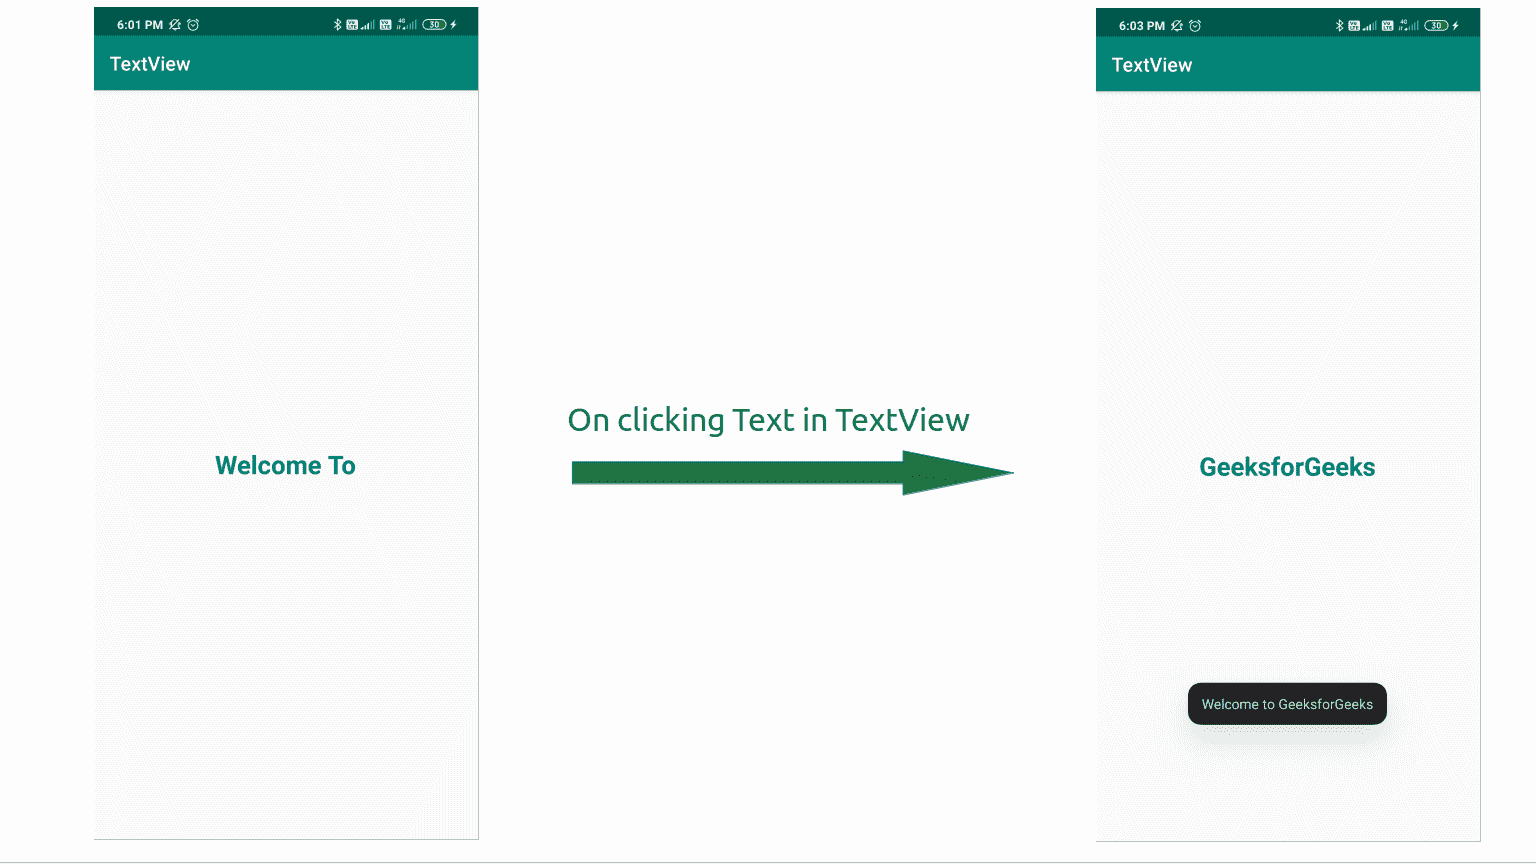 6:01 PM
30
TextView
Welcome To
On clicking Text in TextView
6:03 PM
30
TextView
GeeksforGeeks
Welcome to GeeksforGeeks